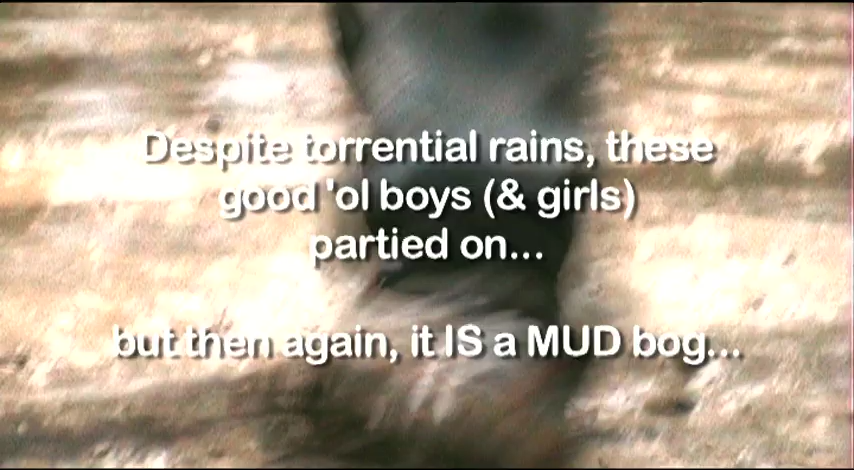 Despite torrential rains, these
good 'ol boys (& girls)
partied on...
but then again, it IS a MUD bog...